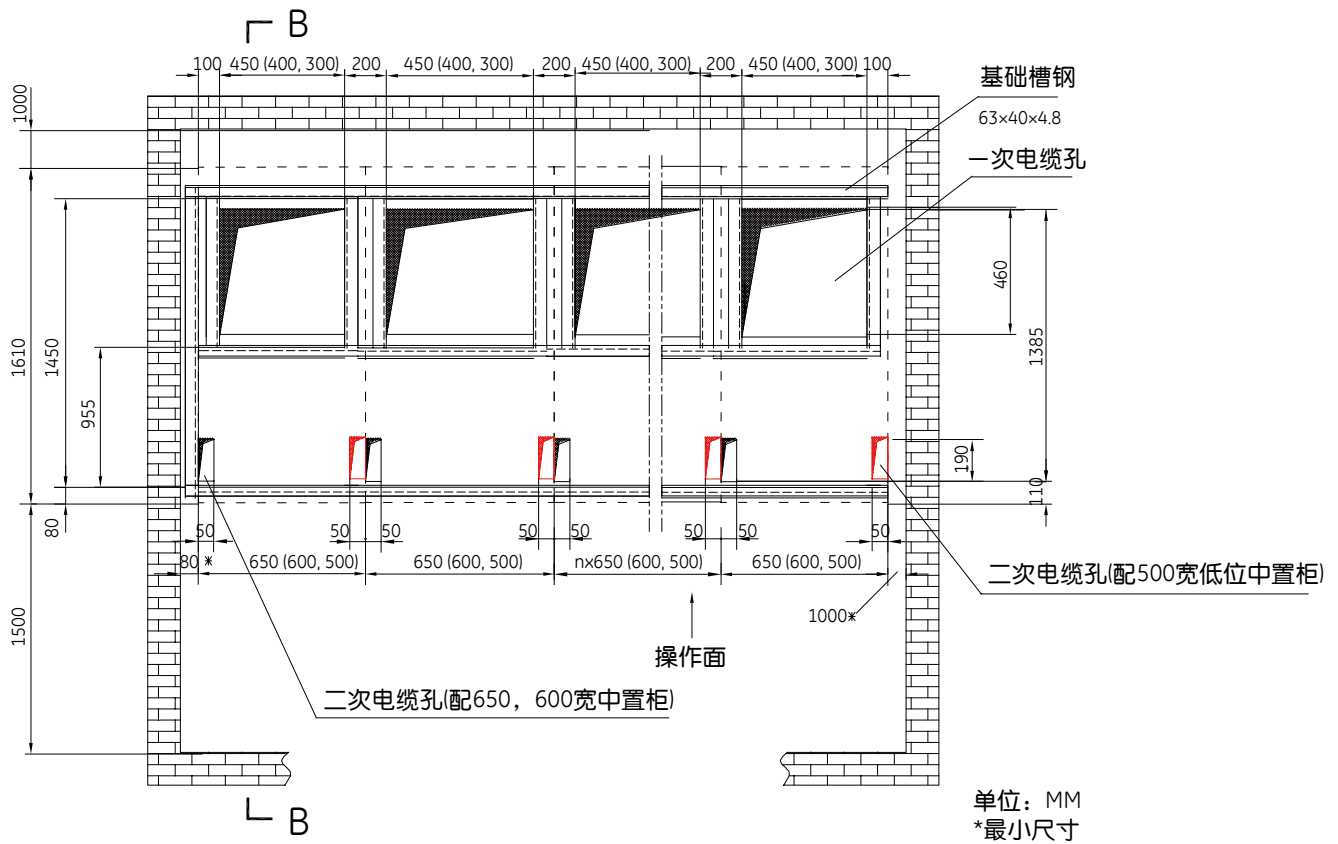 B
100 450 (400, 300) 200 450 (400, 300) 200 450 (400, 300) 200 450 (400, 300) 100
基础槽钢
63×40×4.8
一次电缆孔
1000
1610
1450
955
460
1385
190
110
80
50 50 50 50 50 50 50 50
80 * 650 (600, 500) 650 (600, 500) n×650 (600, 500) 650 (600, 500)
二次电缆孔(配500宽低位中置柜)
1500
1000*
操作面
二次电缆孔(配650，600宽中置柜)
B
单位：MM
*最小尺寸